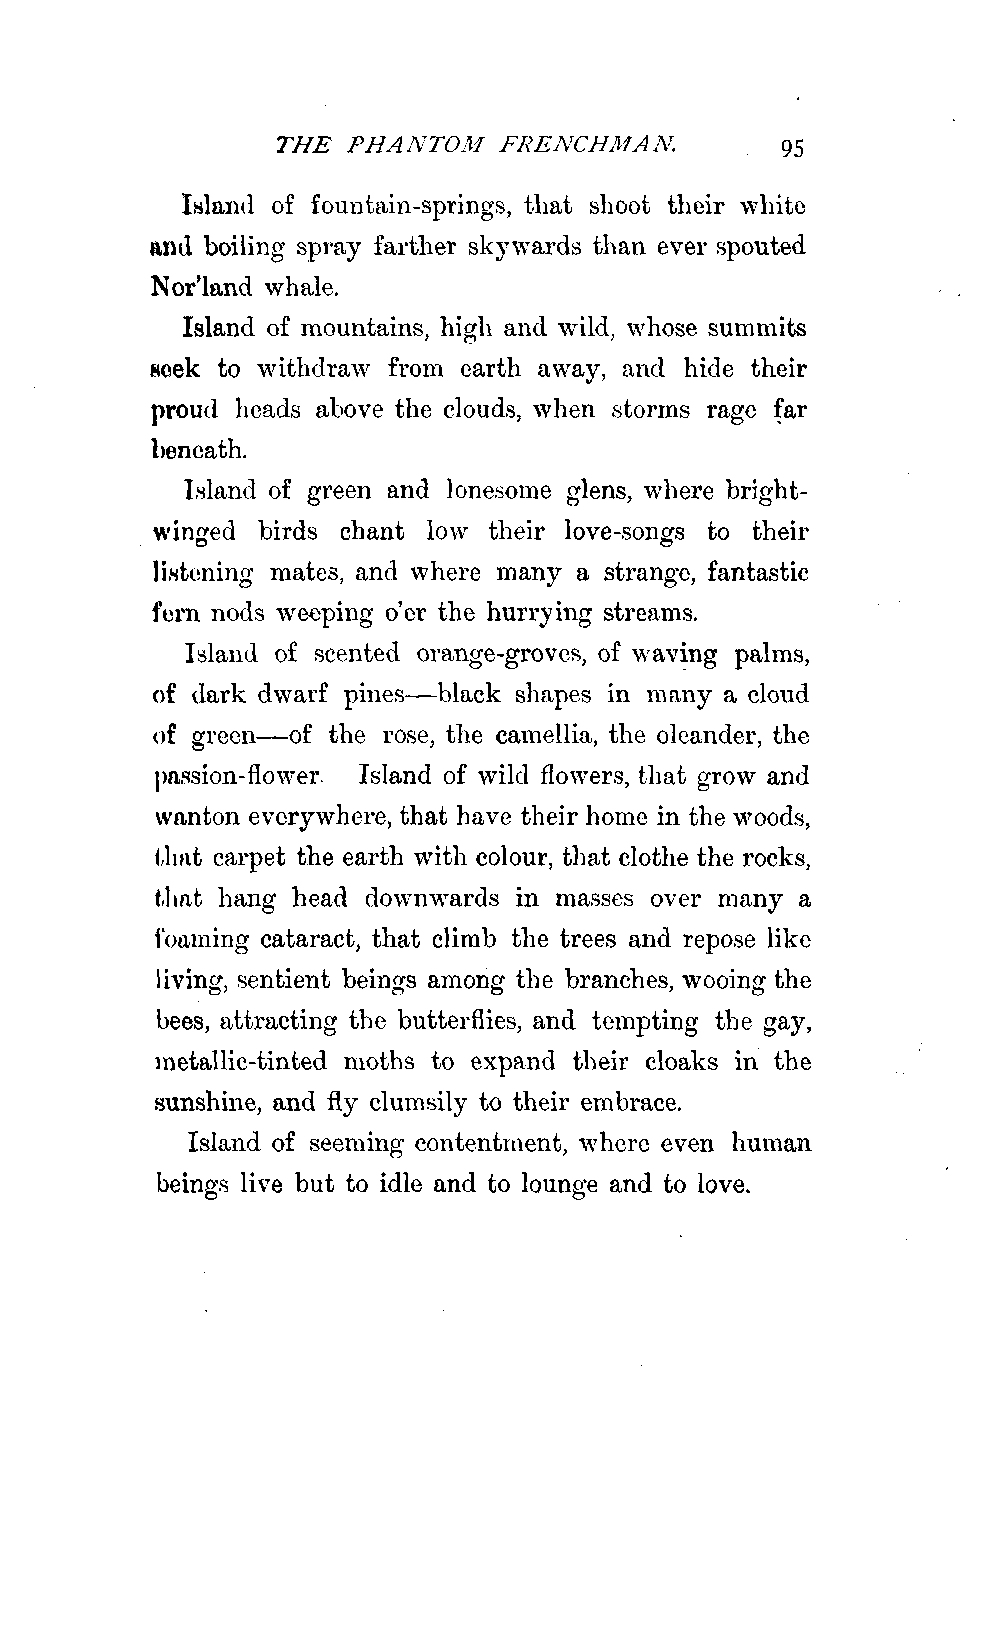 THE PHANTOM FRENCHMAN. 95
Island of fountain-springs, that shoot their white
and boiling spray farther skywards than ever spouted
Nor'land whale.
Island of mountains, high and wild, whose summits
seek to withdraw from earth away, and hide their
proud heads above the clouds, when storms rage far
beneath.
Island of green and lonesome glens, where bright-
winged birds chant low their love-songs to their
listening mates, and where many a strange, fantastic
fern nods weeping o'er the hurrying streams.
Island of scented orange-groves, of waving palms,
of dark dwarf pines—black shapes in many a cloud
of green—of the rose, the camellia, the oleander, the
passion-flower. Island of wild flowers, that grow and
wanton everywhere, that have their home in the woods,
that carpet the earth with colour, that clothe the rocks,
that hang head downwards in masses over many a
foaming cataract, that climb the trees and repose like
living, sentient beings among the branches, wooing the
bees, attracting the butterflies, and tempting the gay,
metallic-tinted moths to expand their cloaks in the
sunshine, and fly clumsily to their embrace.
Island of seeming contentment, where even human
beings live but to idle and to lounge and to love.